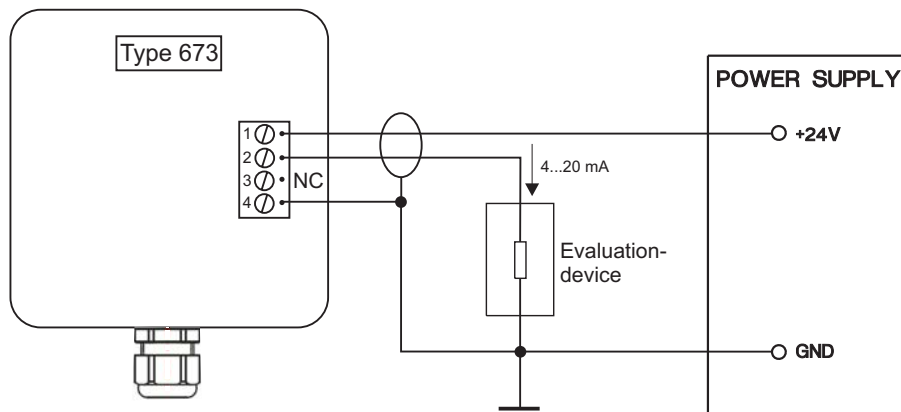 Type 673
POWER SUPPLY
1
+24V
2
4...20 mA
3
NC
4
Evaluation-
device
GND